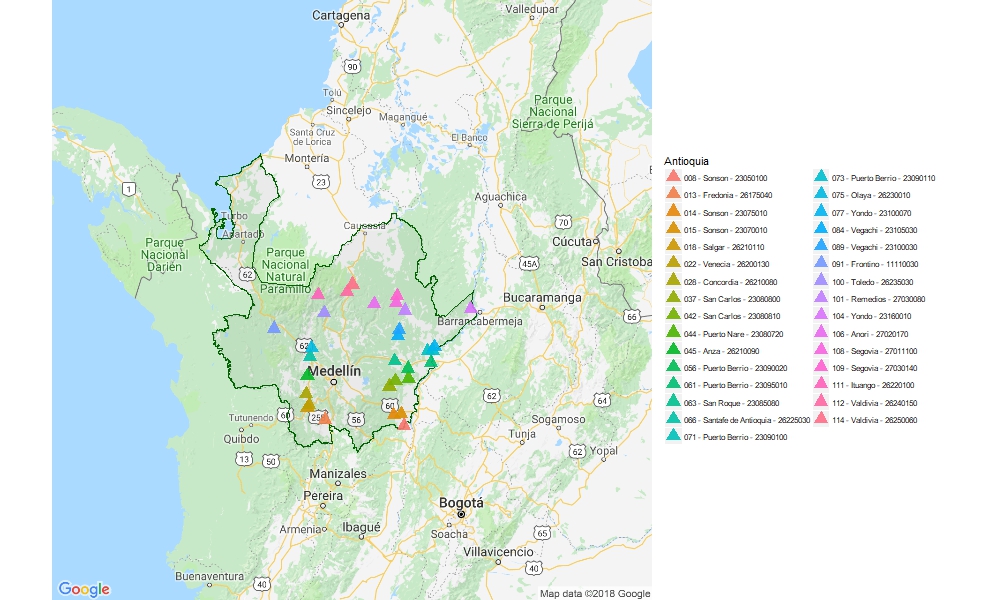 Cartagena
Valledupar
90
Tolú
Sincelejo
Magangué
Parque
Nacional
Sierra de Perijá
Santa Cruz
de Lorica
El Banco
Montería
1
23
Aguachica
Turbo
Apartadó
Caucasia
70
Cúcuta
San Cristoba
Parque
Nacional
Darién
Parque
Nacional
Natural
Paramillo
62
45A
Bucaramanga
Barrancabermeja
66
62
Medellín
62
64
Tutunendo
60
25
56
60
Sogamoso
Quibdo
Tunja
62
Yopal
13
50
Manizales
Pereira
Bogotá
Armenia
Ibagué
Soacha
65
Villavicencio
40
Buenaventura
40
Google
Map data ©2018 Google
Antioquia
008 - Sonson - 23050100
013 - Fredonia - 26175040
014 - Sonson - 23075010
015 - Sonson - 23070010
018 - Salgar - 26210110
022 - Venecia - 26200130
028 - Concordia - 26210080
037 - San Carlos - 23080800
042 - San Carlos - 23080810
044 - Puerto Nare - 23080720
045 - Anza - 26210090
056 - Puerto Berrio - 23090020
061 - Puerto Berrio - 23095010
063 - San Roque - 23085080
066 - Santafe de Antioquia - 26225030
071 - Puerto Berrio - 23090100
073 - Puerto Berrio - 23090110
075 - Olaya - 26230010
077 - Yondo - 23100070
084 - Vegachi - 23105030
089 - Vegachi - 23100030
091 - Frontino - 11110030
100 - Toledo - 26235030
101 - Remedios - 27030080
104 - Yondo - 23160010
106 - Anori - 27020170
108 - Segovia - 27011100
109 - Segovia - 27030140
111 - Ituango - 26220100
112 - Valdivia - 26240150
114 - Valdivia - 26250060